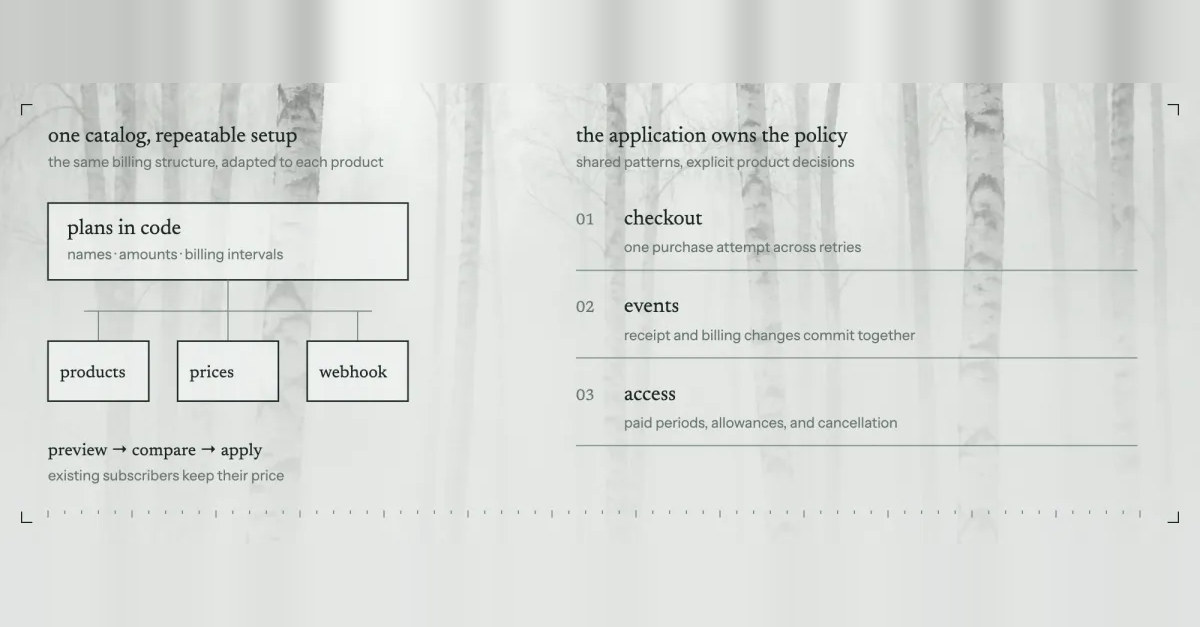 one catalog, repeatable setup
the same billing structure, adapted to each product
plans in code
names · amounts · billing intervals
products
prices
webhook
preview → compare → apply
existing subscribers keep their price
the application owns the policy
shared patterns, explicit product decisions
01
checkout
one purchase attempt across retries
02
events
receipt and billing changes commit together
03
access
paid periods, allowances, and cancellation